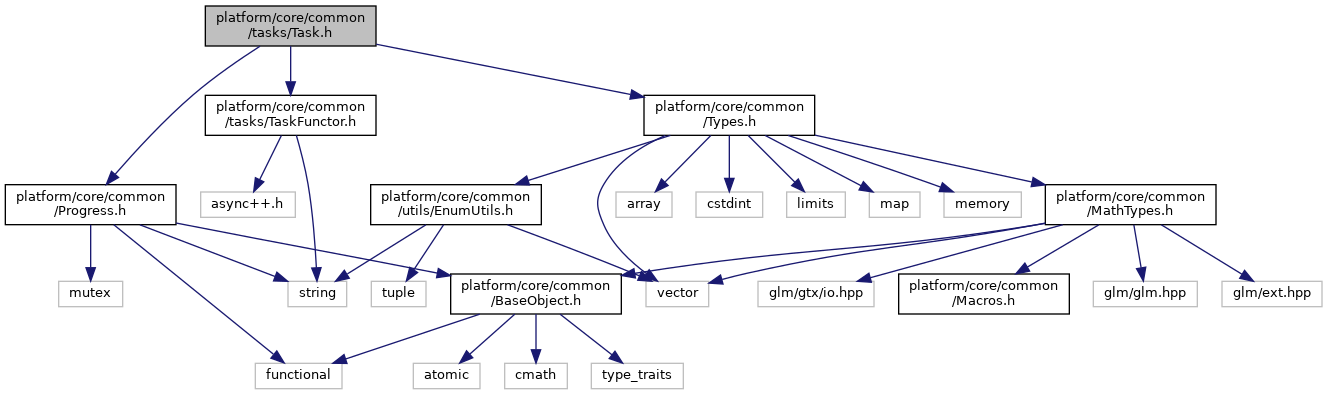 platform/core/common
/tasks/Task.h
platform/core/common
/tasks/TaskFunctor.h
platform/core/common
/Types.h
platform/core/common
/Progress.h
async++.h
platform/core/common
/utils/EnumUtils.h
array
cstdint
limits
map
memory
platform/core/common
/MathTypes.h
mutex
string
tuple
platform/core/common
/BaseObject.h
vector
glm/gtx/io.hpp
platform/core/common
/Macros.h
glm/glm.hpp
glm/ext.hpp
functional
atomic
cmath
type_traits